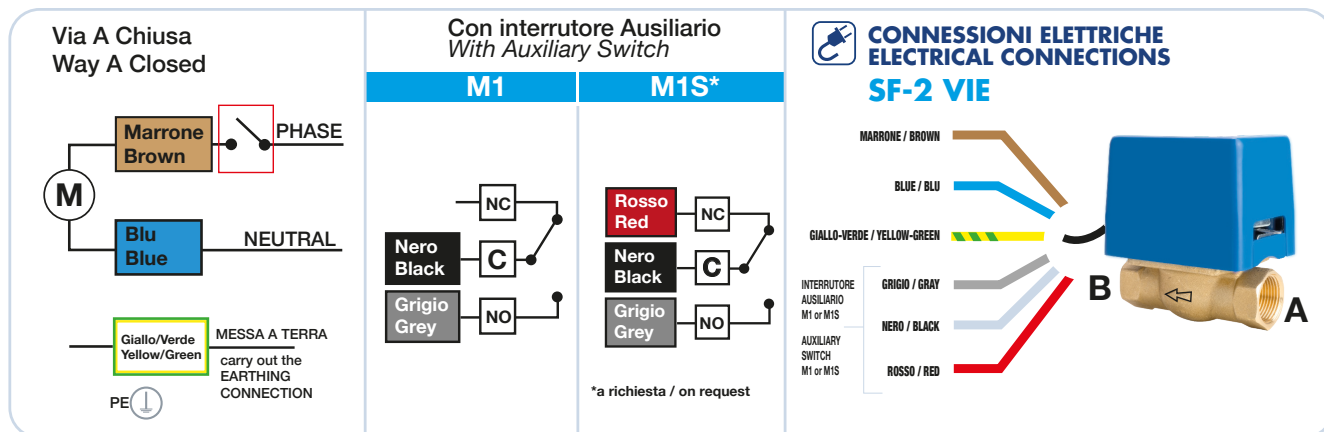 Via A Chiusa
Way A Closed
Marrone
Brown
PHASE
M
Blu
Blue
NEUTRAL
Giallo/Verde
Yellow/Green
MESSA A TERRA
carry out the
EARTHING
CONNECTION
PE
Con interrutore Ausiliario
With Auxiliary Switch
M1
M1S*
NC
Nero
Black
C
Grigio
Grey
NO
Rosso
Red
NC
Nero
Black
C
Grigio
Grey
NO
*a richiesta / on request
CONNESSIONI ELETTRICHE
ELECTRICAL CONNECTIONS
SF-2 VIE
MARRONE / BROWN
BLUE / BLU
GIALLO-VERDE / YELLOW-GREEN
INTERRUTORE
AUSILIARIO
M1 or M1S
AUXILIARY
SWITCH
M1 or M1S
GRIGIO / GRAY
NERO / BLACK
ROSSO / RED
B
A